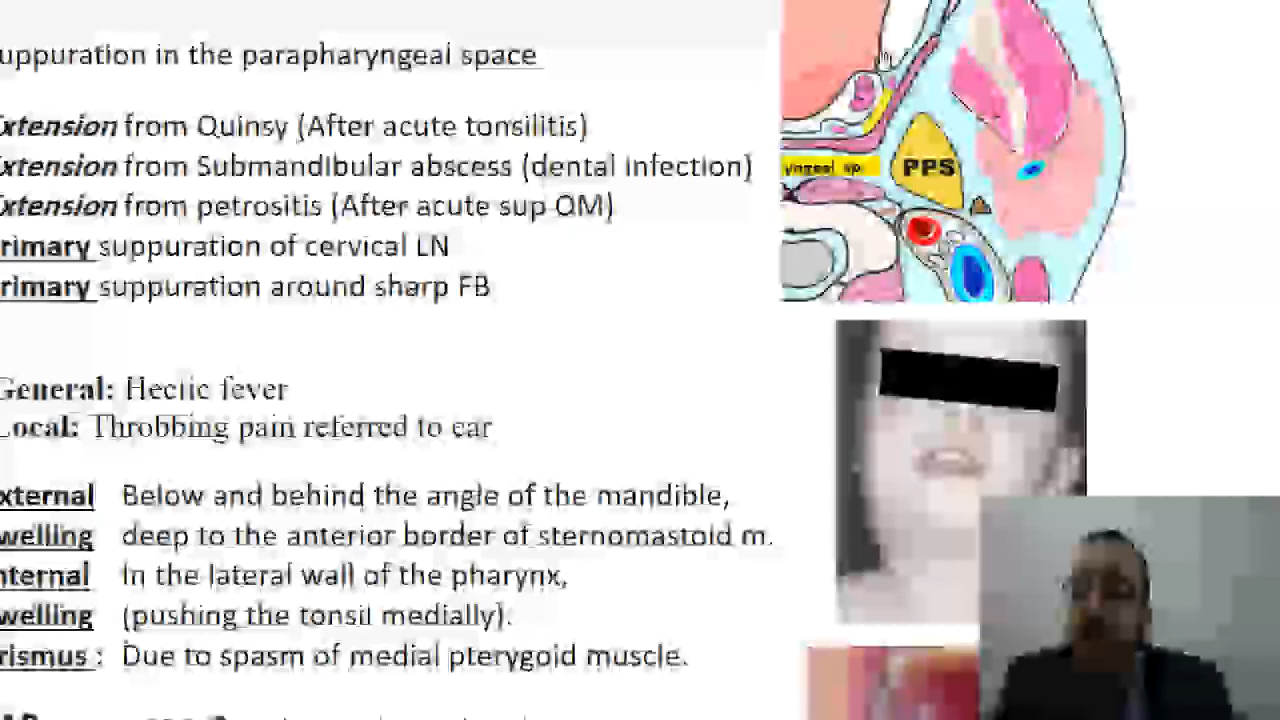 uppuration in the parapharyngeal space
xtension from Quinsy (After acute tonsilitis)
xtension from Submandibular abscess (dental infection)
xtension from petrositis (After acute sup OM)
rimary suppuration of cervical LN
rimary suppuration around sharp FB
General: Hectic fever
Local: Throbbing pain referred to ear
xternal Below and behind the angle of the mandible,
welling deep to the anterior border of sternomastoid m.
nternal In the lateral wall of the pharynx,
welling (pushing the tonsil medially).
rismus : Due to spasm of medial pterygoid muscle.
yngeal sp.
PPS